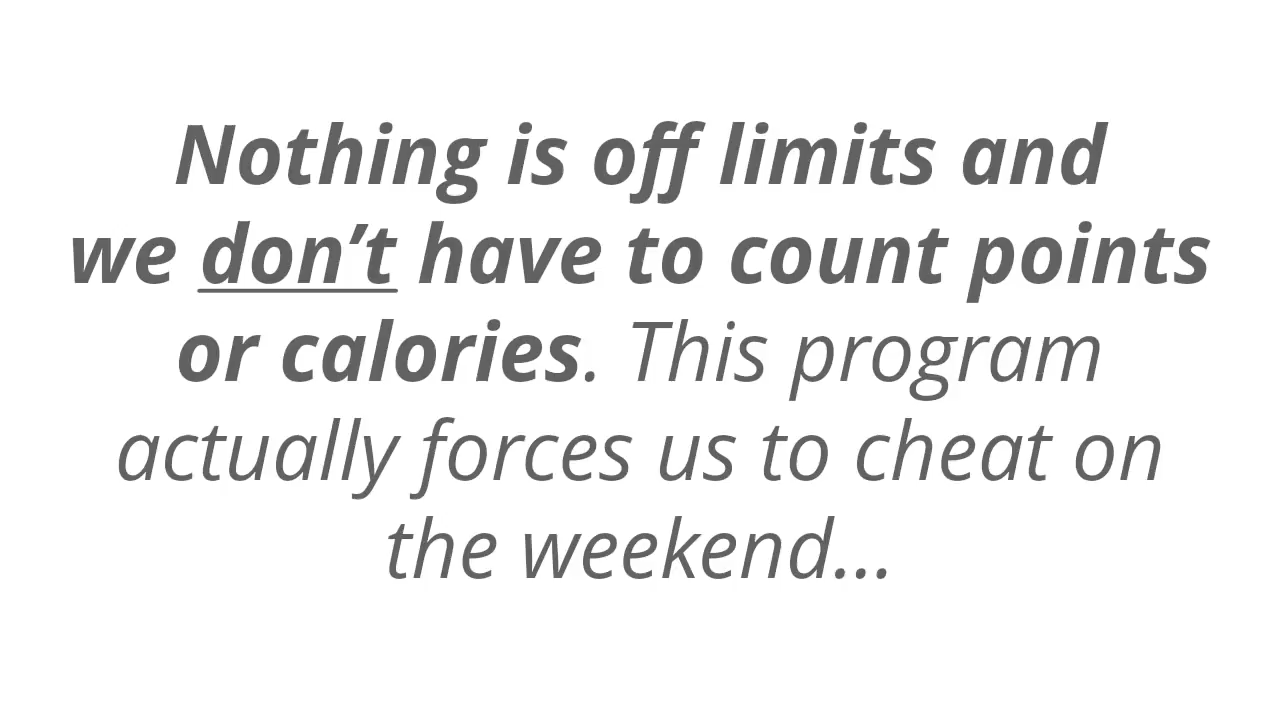 Nothing is off limits and
we don’t have to count points
or calories. This program
actually forces us to cheat on
the weekend...